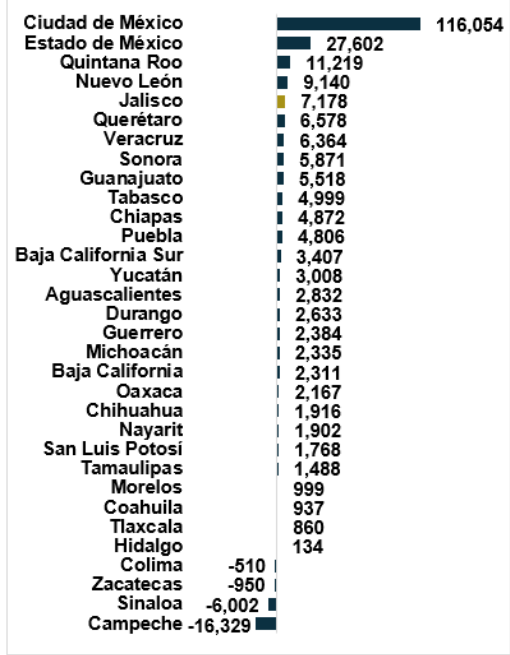 Ciudad de México 116,054
Estado de México 27,602
Quintana Roo 11,219
Nuevo León 9,140
Jalisco 7,178
Querétaro 6,578
Veracruz 6,364
Sonora 5,871
Guanajuato 5,518
Tabasco 4,999
Chiapas 4,872
Puebla 4,806
Baja California Sur 3,407
Yucatán 3,008
Aguascalientes 2,832
Durango 2,633
Guerrero 2,384
Michoacán 2,335
Baja California 2,311
Oaxaca 2,167
Chihuahua 1,916
Nayarit 1,902
San Luis Potosí 1,768
Tamaulipas 1,488
Morelos 999
Coahuila 937
Tlaxcala 860
Hidalgo 134
Colima -510
Zacatecas -950
Sinaloa -6,002
Campeche -16,329